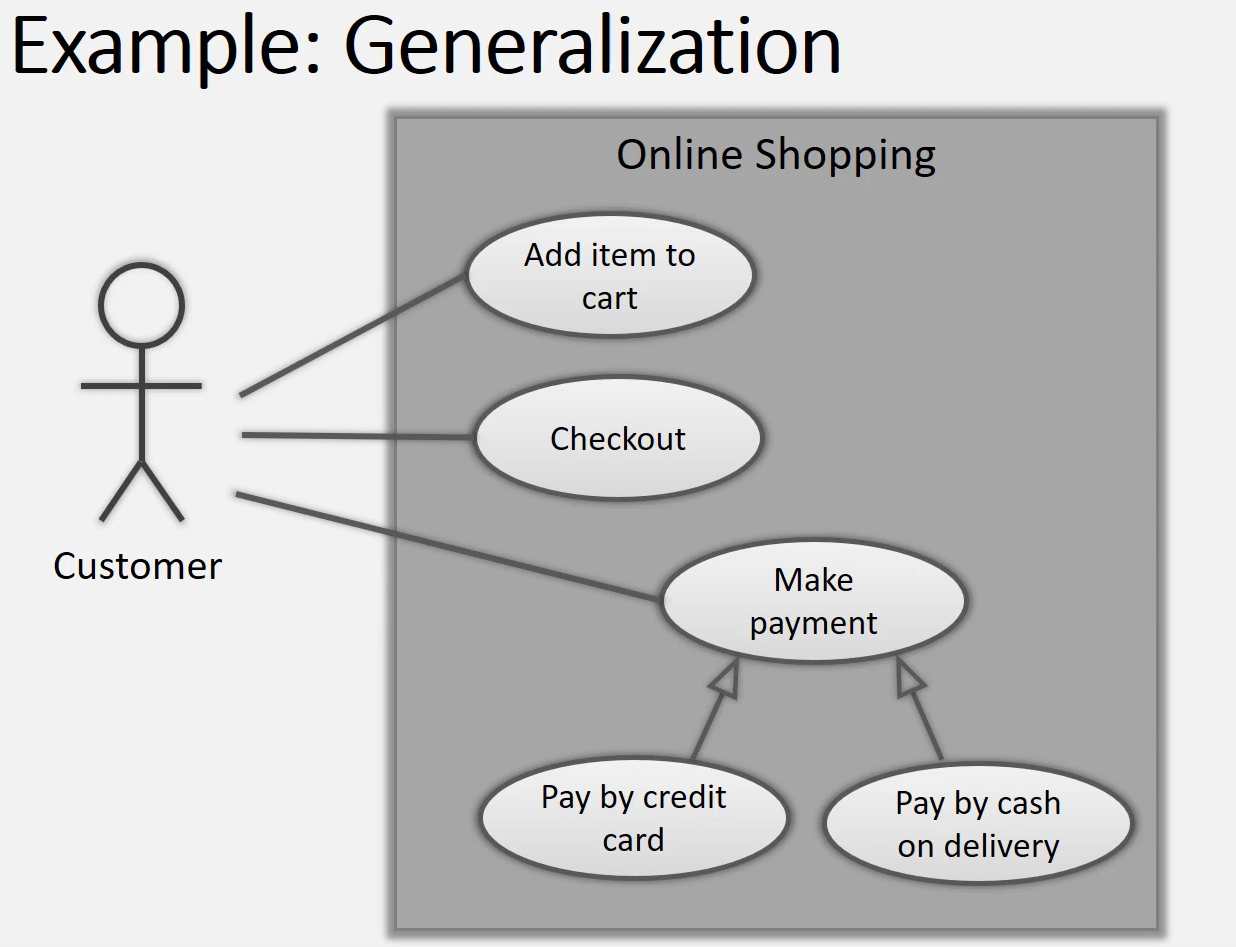 Example: Generalization
Online Shopping
Add item to
cart
Checkout
Customer
Make
payment
Pay by credit
card
Pay by cash
on delivery